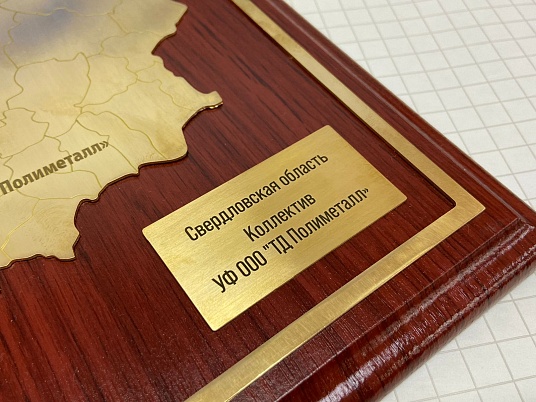 Полиметалл»
Свердловская область
Коллектив
УФ ООО "ТД Полиметалл»